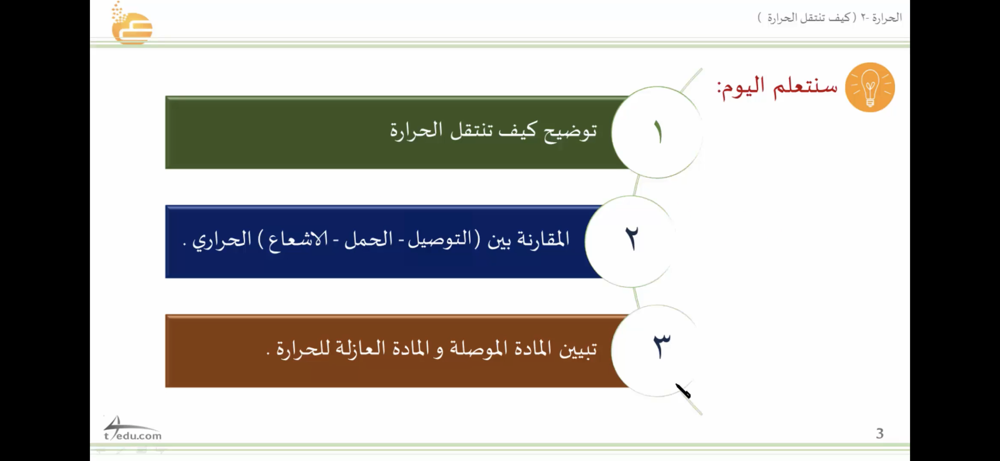 الحرارة -٢ (كيف تنتقل الحرارة )
سنتعلم اليوم:
١
توضيح كيف تنتقل الحرارة
٢
المقارنة بين (التوصيل - الحمل - الاشعاع ) الحراري .
٣
تبيين المادة الموصلة و المادة العازلة للحرارة .
t4edu.com
3